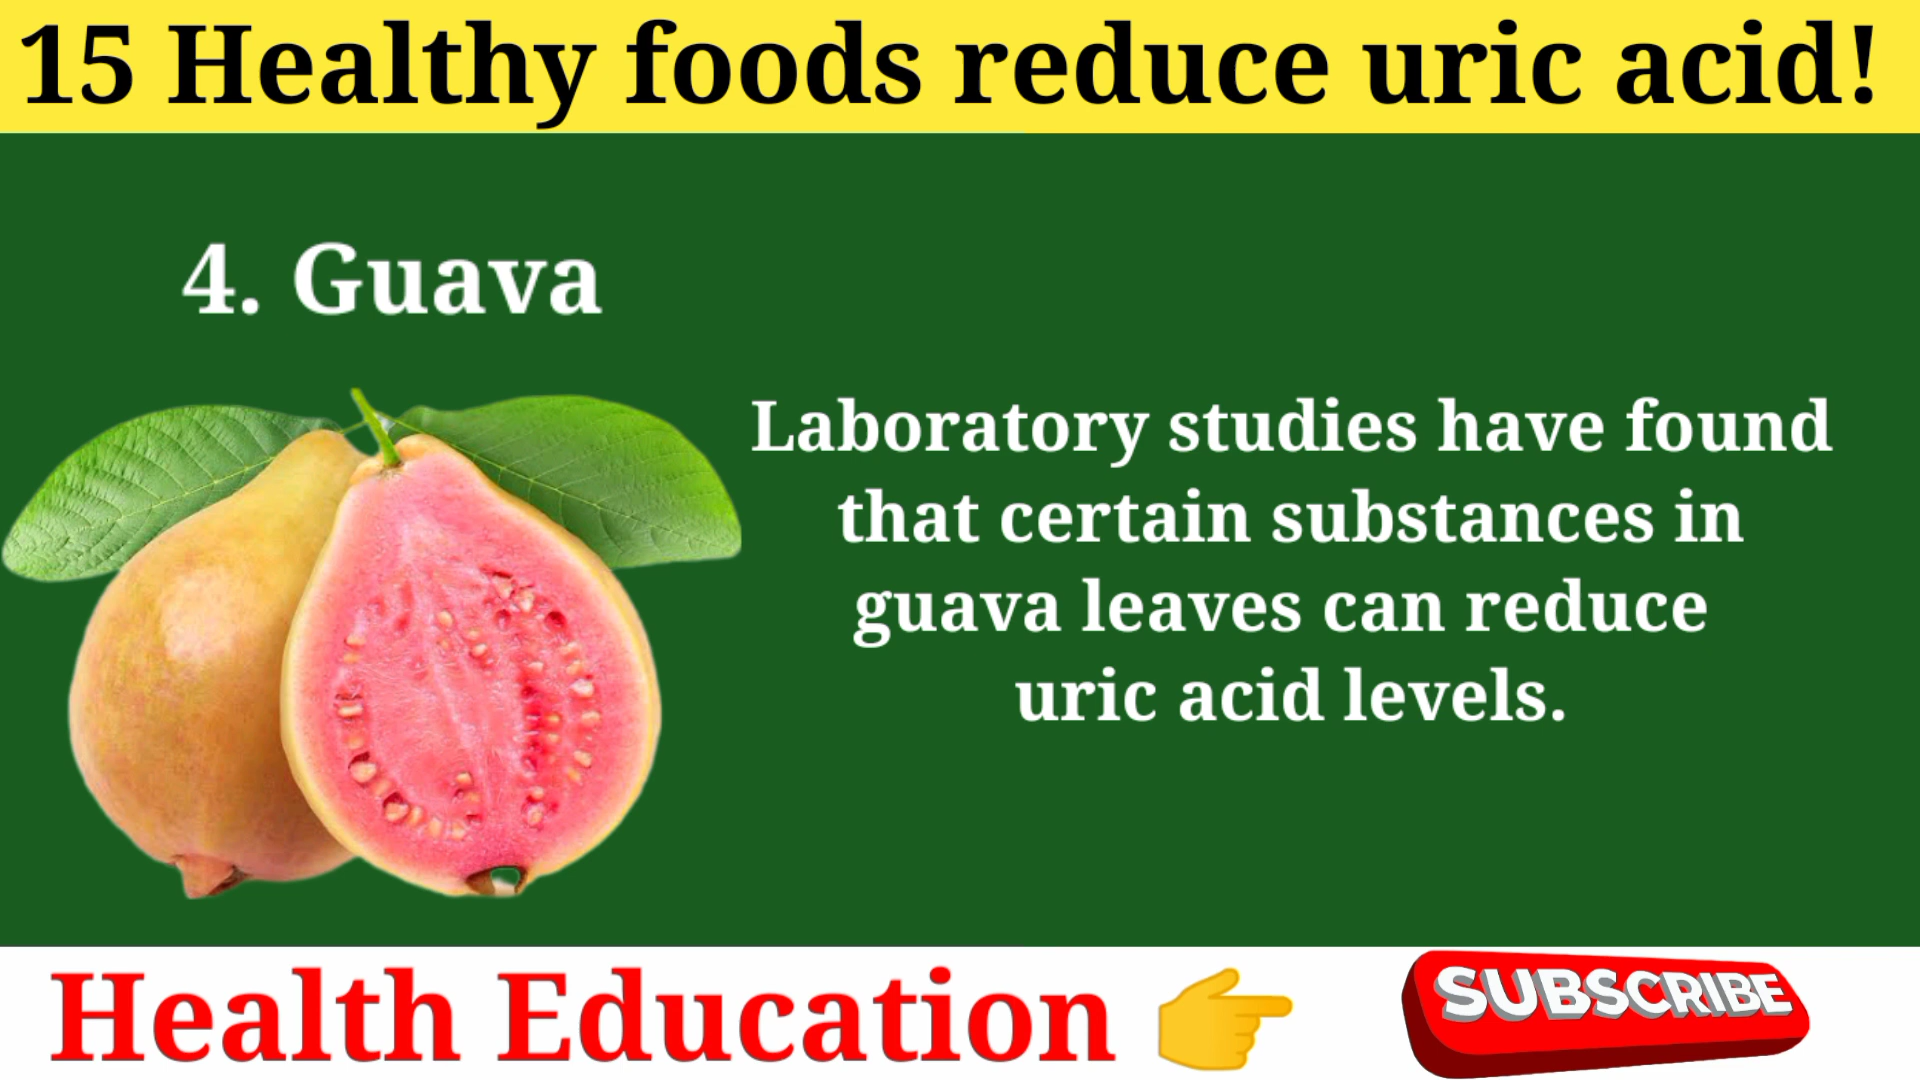 15 Healthy foods reduce uric acid!
4. Guava
Laboratory studies have found
that certain substances in
guava leaves can reduce
uric acid levels.
Health Education
SUBSCRIBE